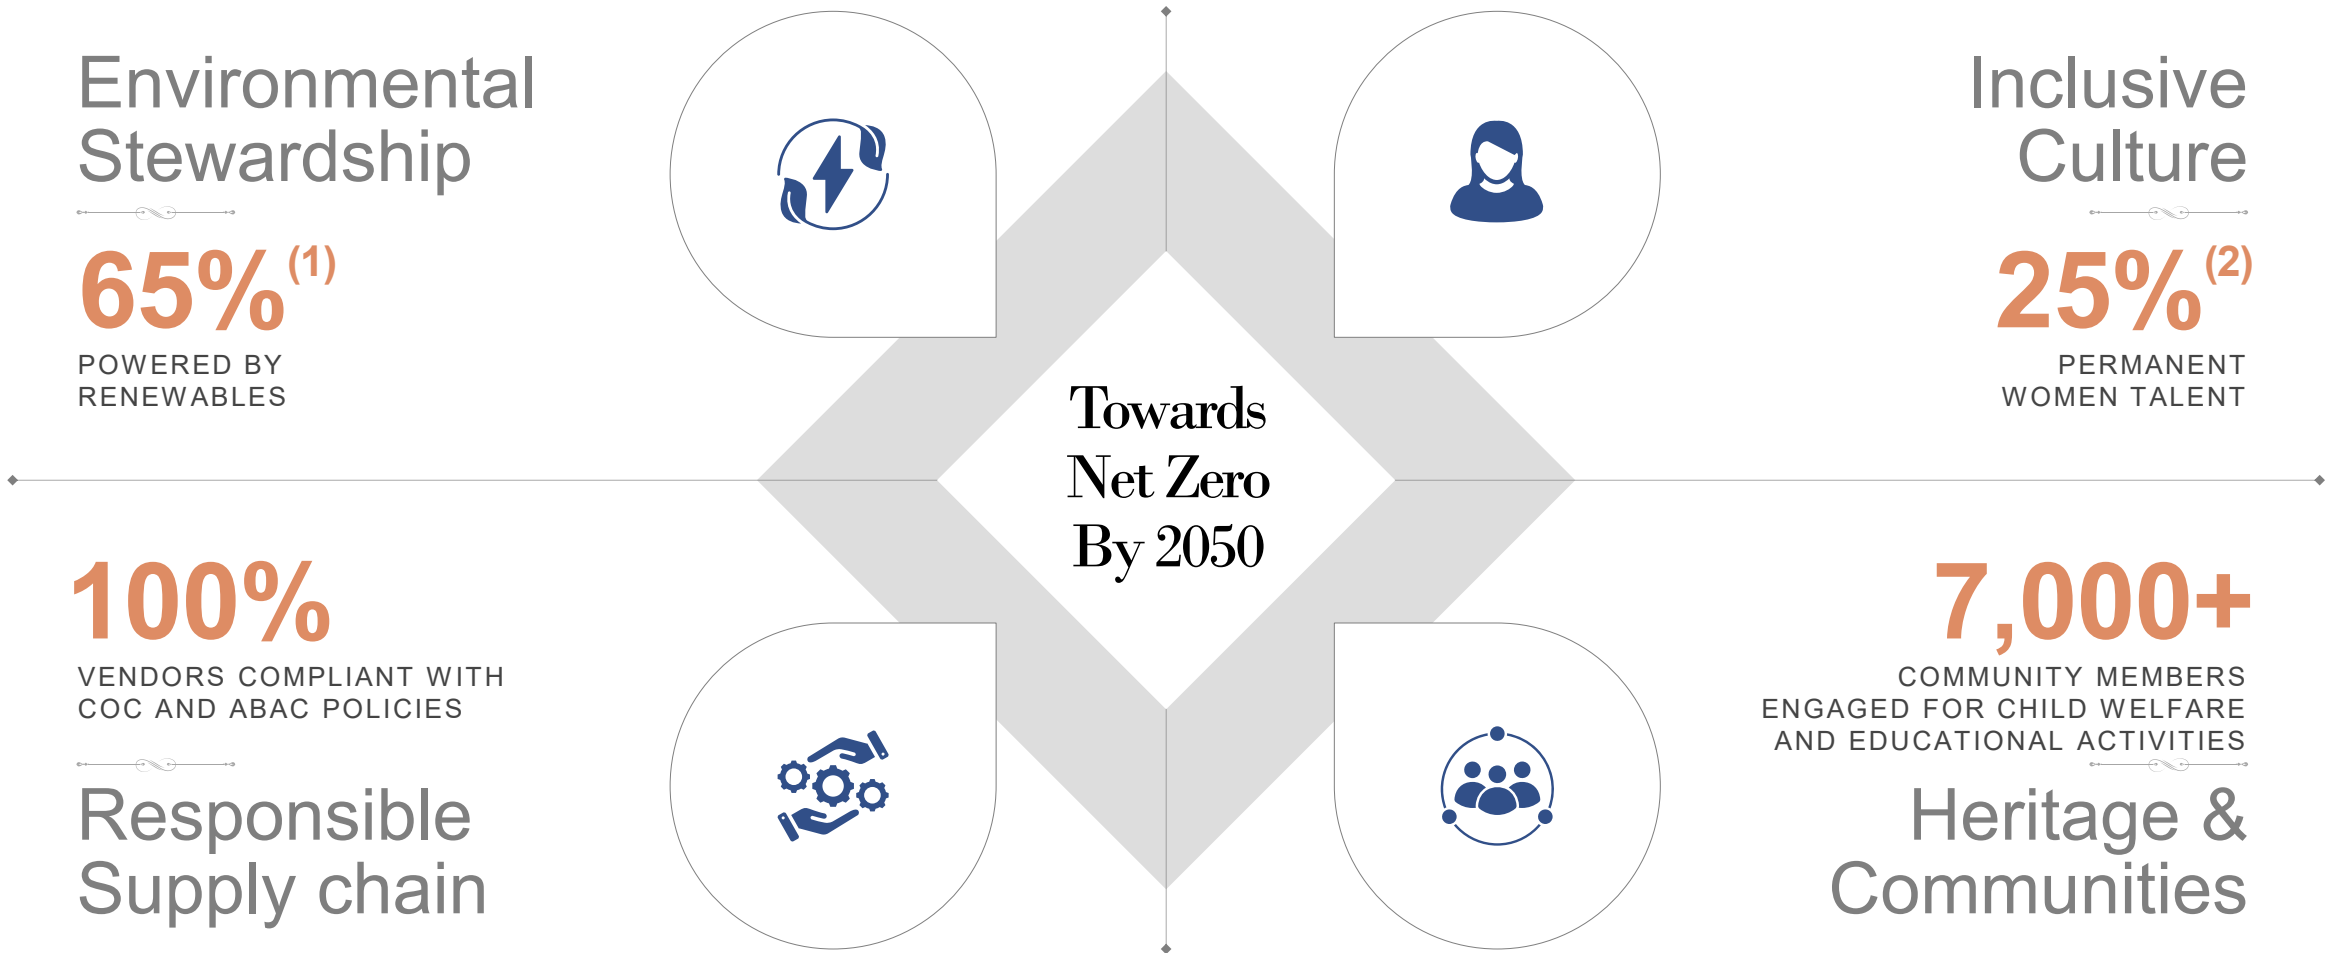 Environmental
Stewardship
65%(1)
POWERED BY
RENEWABLES
Inclusive
Culture
25%(2)
PERMANENT
WOMEN TALENT
Towards
Net Zero
By 2050
100%
VENDORS COMPLIANT WITH
COC AND ABAC POLICIES
Responsible
Supply chain
7,000+
COMMUNITY MEMBERS
ENGAGED FOR CHILD WELFARE
AND EDUCATIONAL ACTIVITIES
Heritage &
Communities